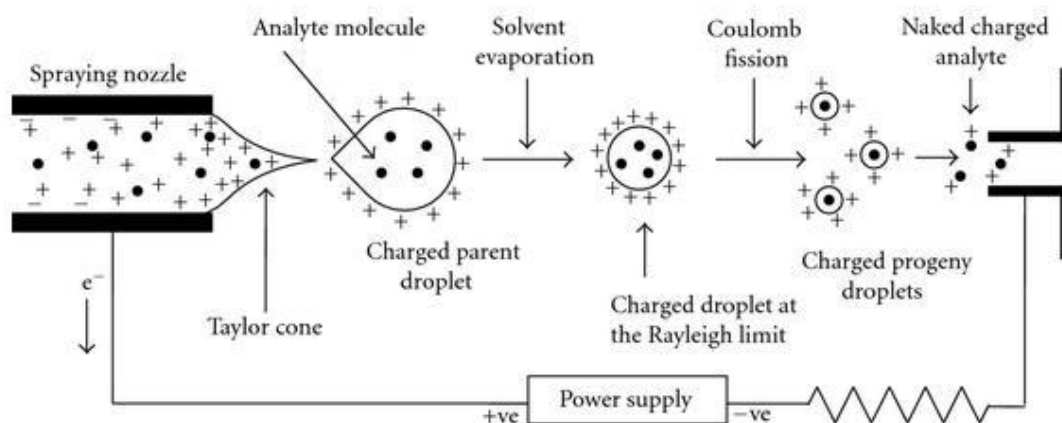 Analyte molecule
Solvent
evaporation
Coulomb
fission
Naked charged
analyte
Spraying nozzle
Charged parent
droplet
Charged progeny
droplets
e⁻
Taylor cone
Charged droplet at
the Rayleigh limit
+ve
Power supply
−ve